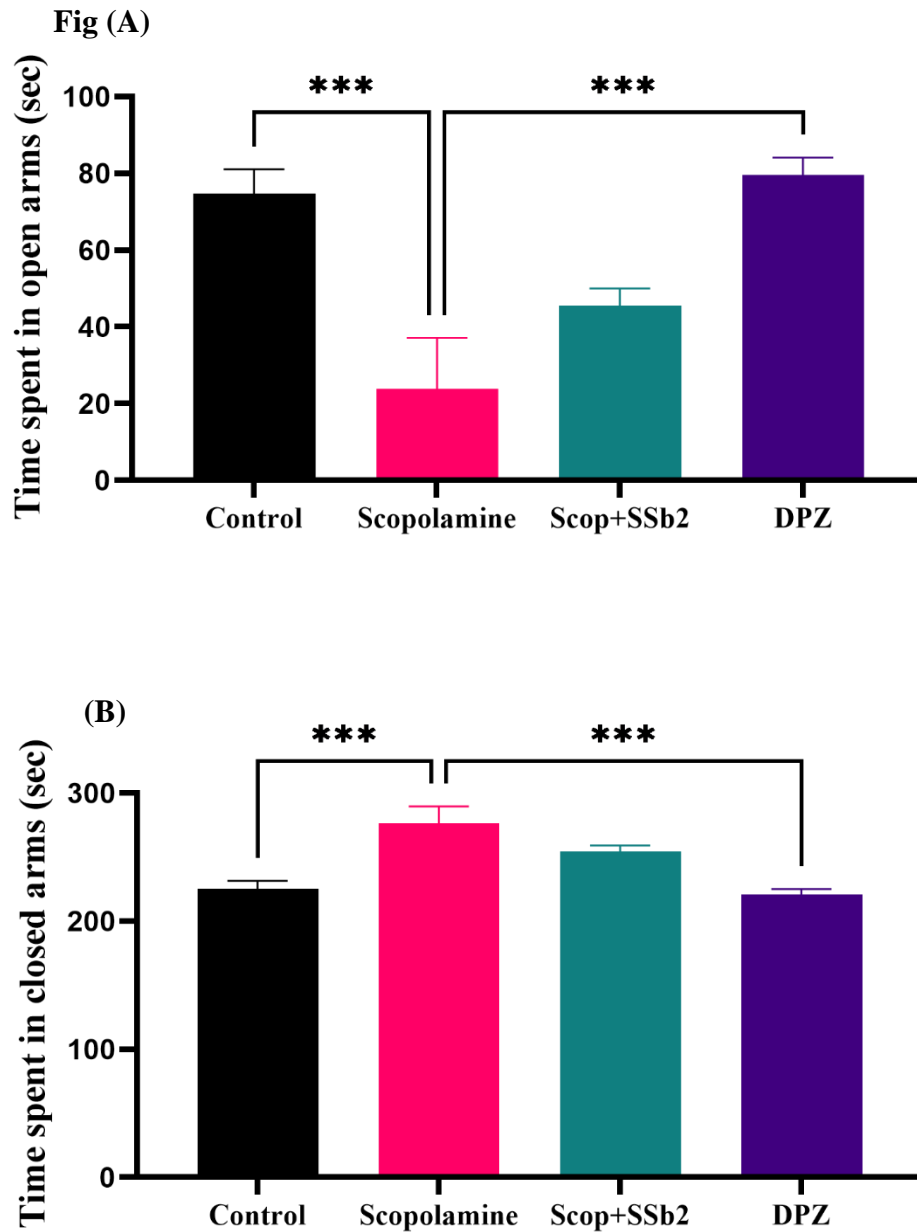 Fig (A)
*** ***
Time spent in open arms (sec)
100
80
60
40
20
0
Control Scopolamine Scop+SSb2 DPZ
(B)
*** ***
Time spent in closed arms (sec)
300
200
100
0
Control Scopolamine Scop+SSb2 DPZ